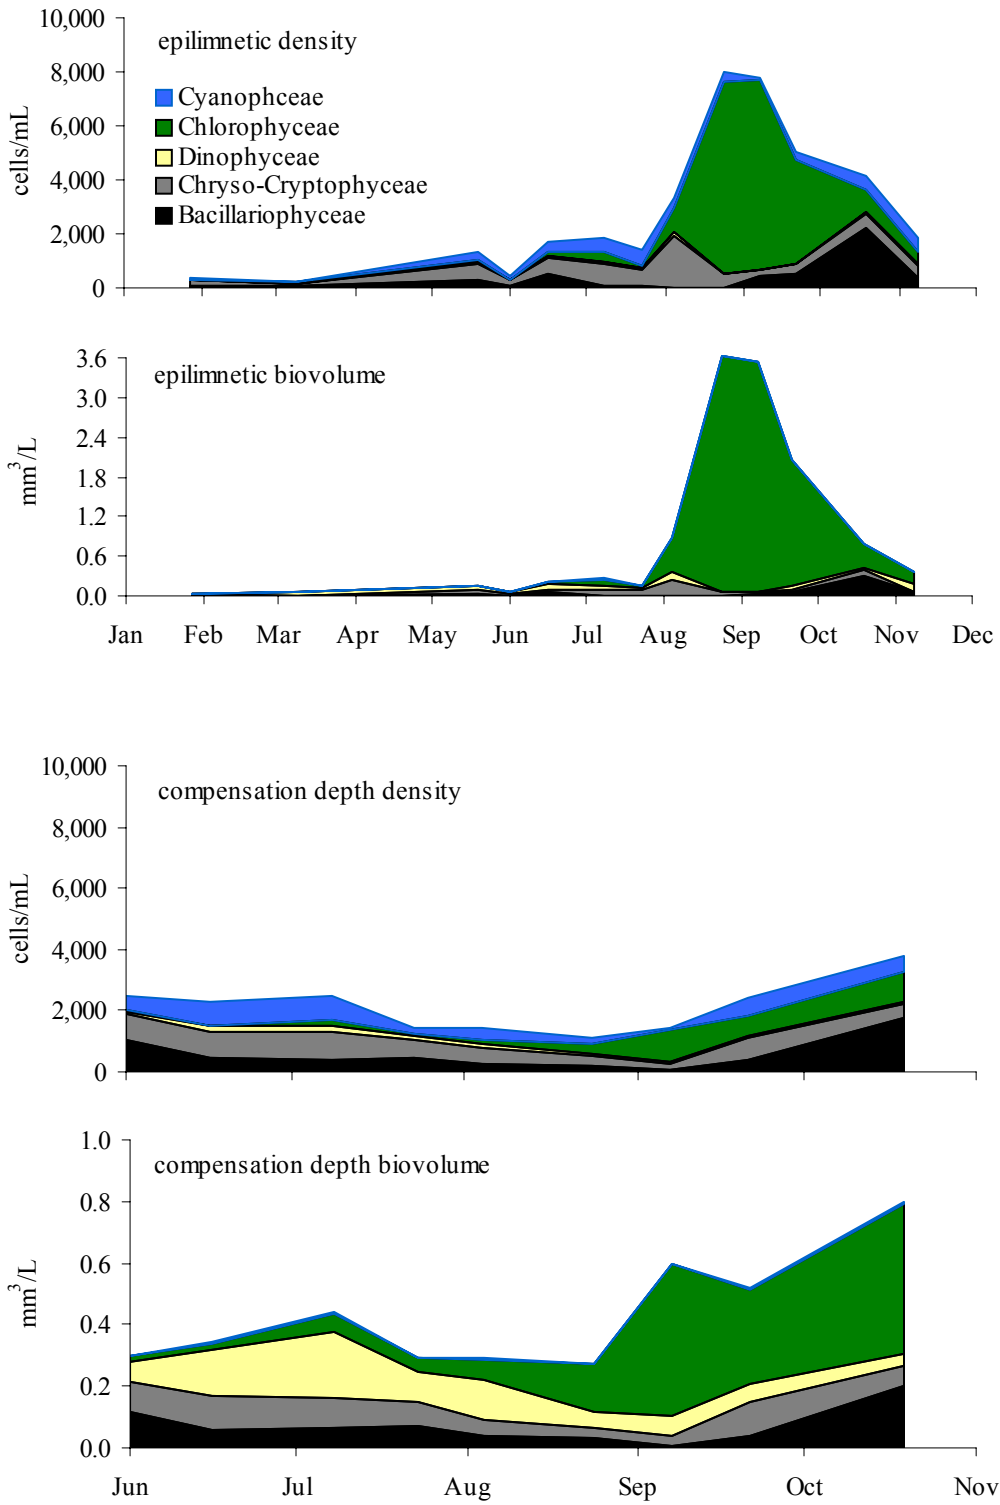 10,000
epilimnetic density
8,000
Cyanophceae
6,000
Chlorophyceae
cells/mL
Dinophyceae
4,000
Chryso-Cryptophyceae
Bacillariophyceae
2,000
0
3.6
epilimnetic biovolume
3.0
2.4
mm³/L
1.8
1.2
0.6
0.0
Jan Feb Mar Apr May Jun Jul Aug Sep Oct Nov Dec
10,000
compensation depth density
8,000
6,000
cells/mL
4,000
2,000
0
1.0
compensation depth biovolume
0.8
0.6
mm³/L
0.4
0.2
0.0
Jun Jul Aug Sep Oct Nov